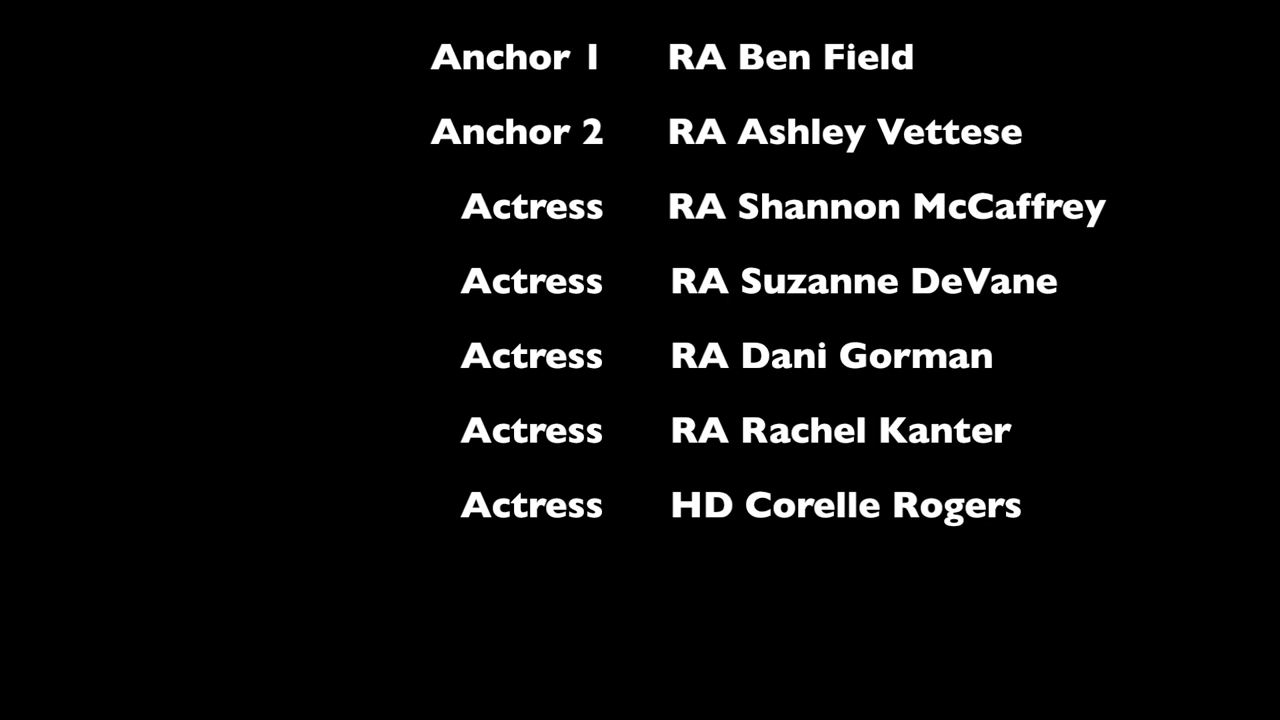 Anchor 1 RA Ben Field
Anchor 2 RA Ashley Vettese
Actress RA Shannon McCaffrey
Actress RA Suzanne DeVane
Actress RA Dani Gorman
Actress RA Rachel Kanter
Actress HD Corelle Rogers